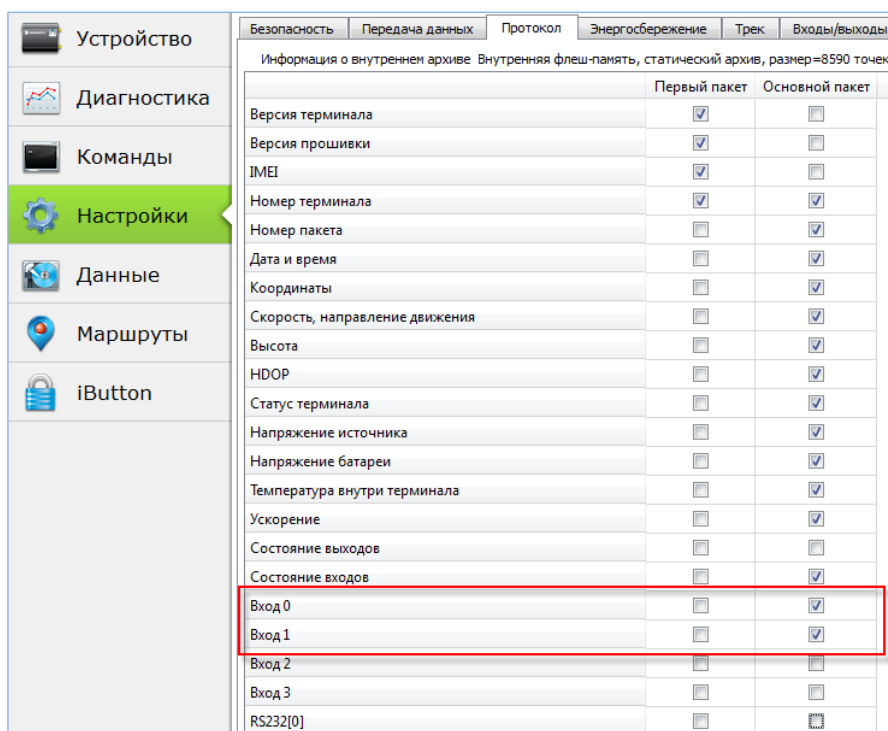 Устройство
Диагностика
Команды
Настройки
Данные
Маршруты
iButton
Безопасность Передача данных Протокол Энергосбережение Трек Входы/выходы
Информация о внутреннем архиве Внутренняя флеш-память, статический архив, размер=8590 точек
Первый пакет Основной пакет
Версия терминала
Версия прошивки
IMEI
Номер терминала
Номер пакета
Дата и время
Координаты
Скорость, направление движения
Высота
HDOP
Статус терминала
Напряжение источника
Напряжение батареи
Температура внутри терминала
Ускорение
Состояние выходов
Состояние входов
Вход 0
Вход 1
Вход 2
Вход 3
RS232[0]